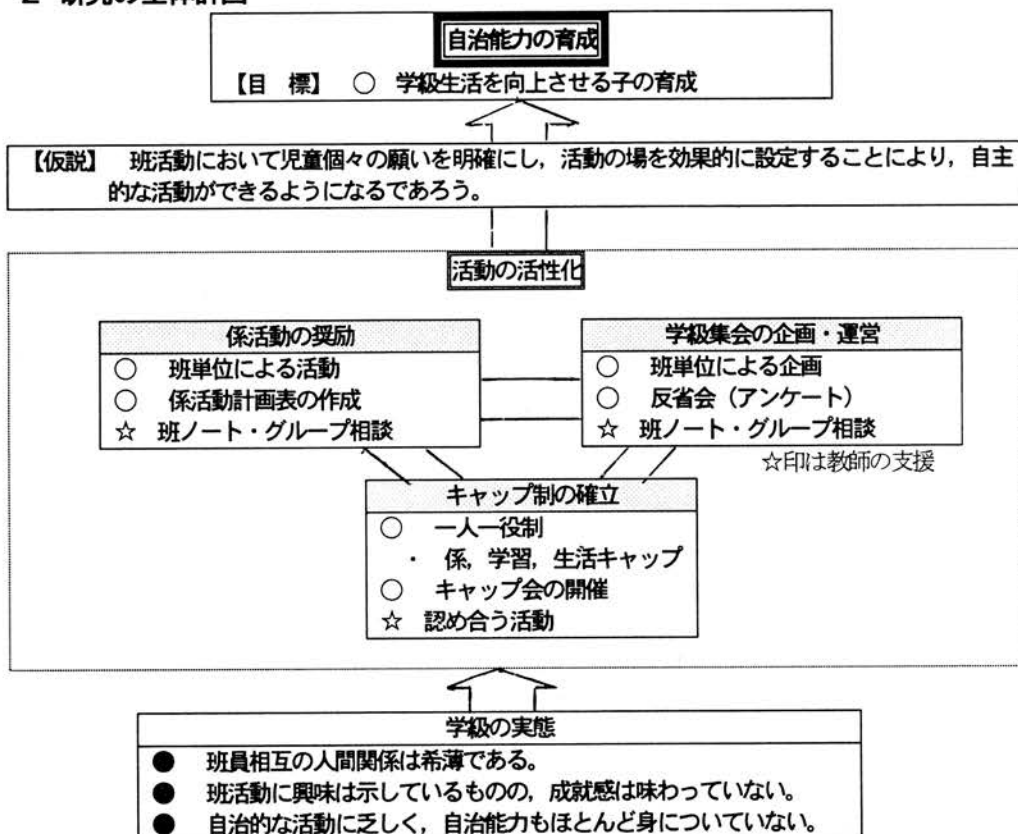 自治能力の育成
【目　標】　○　学級生活を向上させる子の育成
【仮説】　班活動において児童個々の願いを明確にし，活動の場を効果的に設定することにより，自主
的な活動ができるようになるであろう。
活動の活性化
係活動の奨励
○　班単位による活動
○　係活動計画表の作成
☆　班ノート・グループ相談
学級集会の企画・運営
○　班単位による企画
○　反省会（アンケート）
☆　班ノート・グループ相談
☆印は教師の支援
キャップ制の確立
○　一人一役制
・　係，学習，生活キャップ
○　キャップ会の開催
☆　認め合う活動
学級の実態
●　班員相互の人間関係は希薄である。
●　班活動に興味は示しているものの，成就感は味わっていない。
●　自治的な活動に乏しく，自治能力もほとんど身についていない。